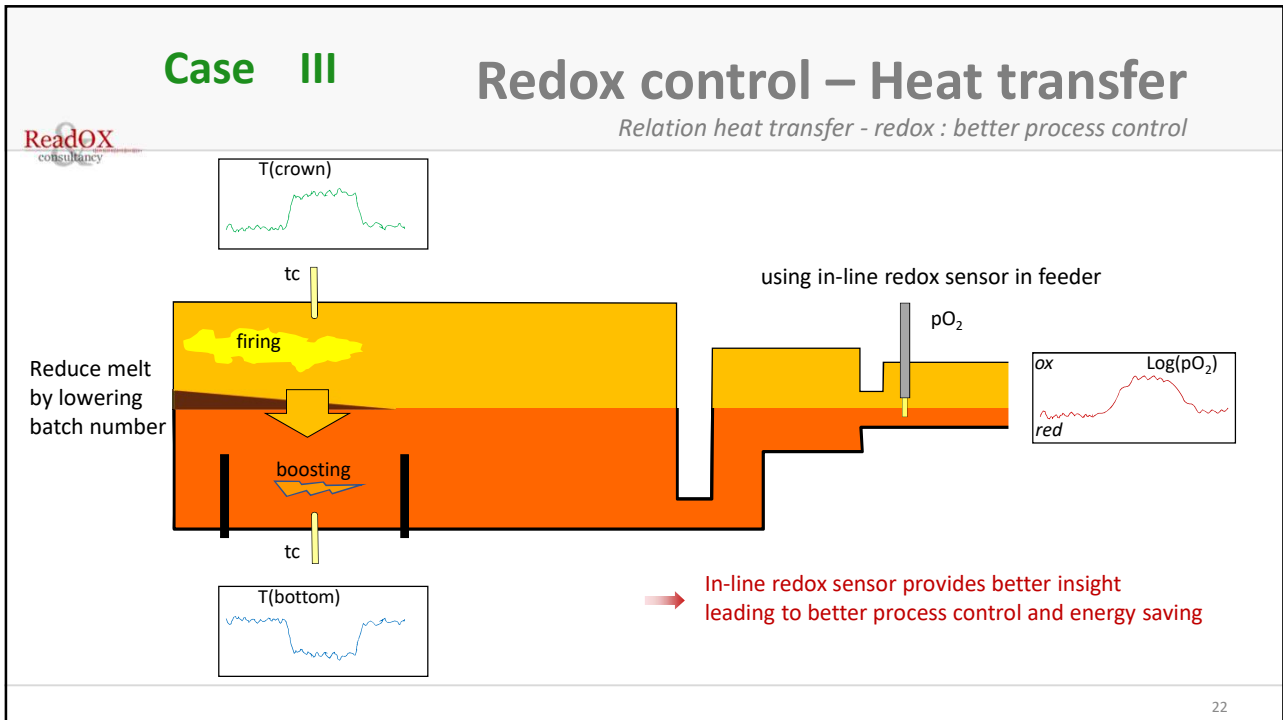 Case III
Redox control – Heat transfer
Relation heat transfer - redox : better process control
ReadOX
&
consultancy
T(crown)
tc
using in-line redox sensor in feeder
pO₂
firing
Reduce melt
by lowering
batch number
ox
Log(pO₂)
red
boosting
tc
T(bottom)
In-line redox sensor provides better insight
leading to better process control and energy saving
22